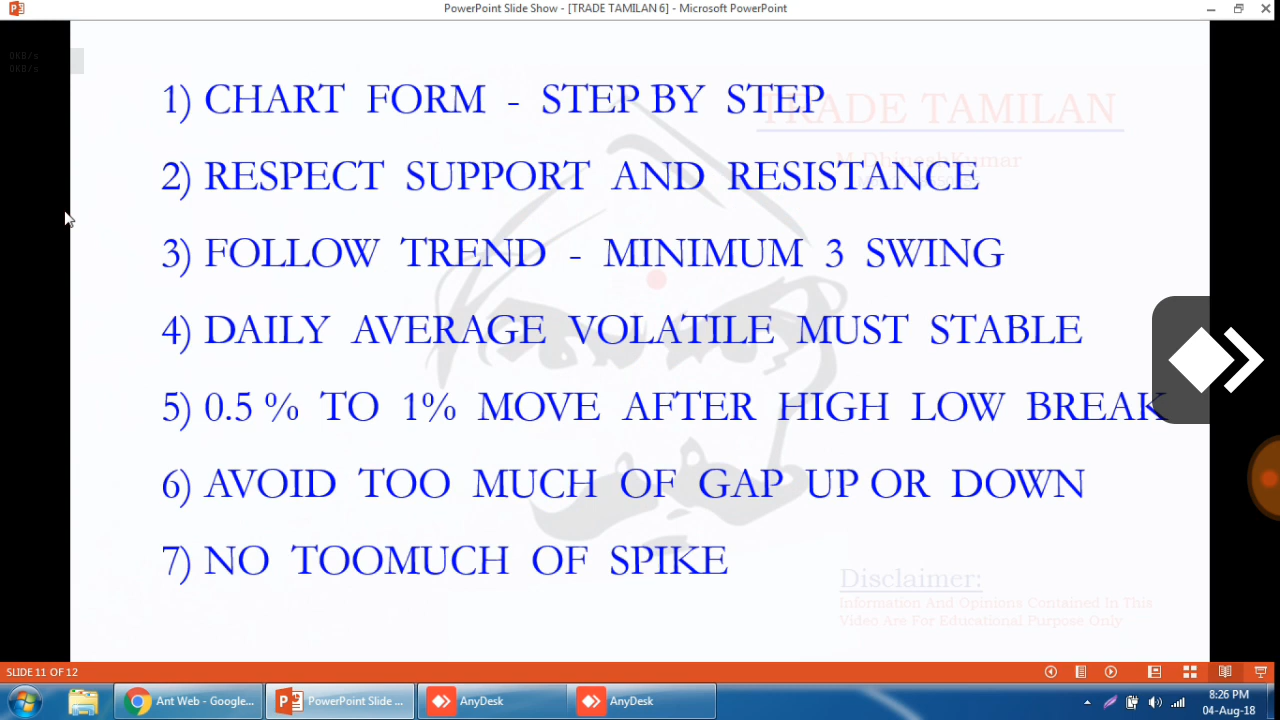 PowerPoint Slide Show - [TRADE TAMILAN 6] - Microsoft PowerPoint
0KB/s
0KB/s
TRADE TAMILAN
M.DhineshKumar
1) CHART FORM - STEP BY STEP
2) RESPECT SUPPORT AND RESISTANCE
3) FOLLOW TREND - MINIMUM 3 SWING
4) DAILY AVERAGE VOLATILE MUST STABLE
5) 0.5 % TO 1% MOVE AFTER HIGH LOW BREAK
6) AVOID TOO MUCH OF GAP UP OR DOWN
7) NO TOOMUCH OF SPIKE
Disclaimer:
Information And Opinions Contained In This
Video Are For Educational Purpose Only
SLIDE 11 OF 12
Ant Web - Google...
PowerPoint Slide ...
AnyDesk
AnyDesk
8:26 PM
04-Aug-18